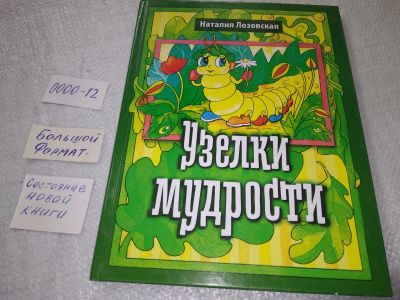 Наталия Лозовская
Узелки
мудрости
0000-12
Большой
Формат.
Состояние
новой
книги